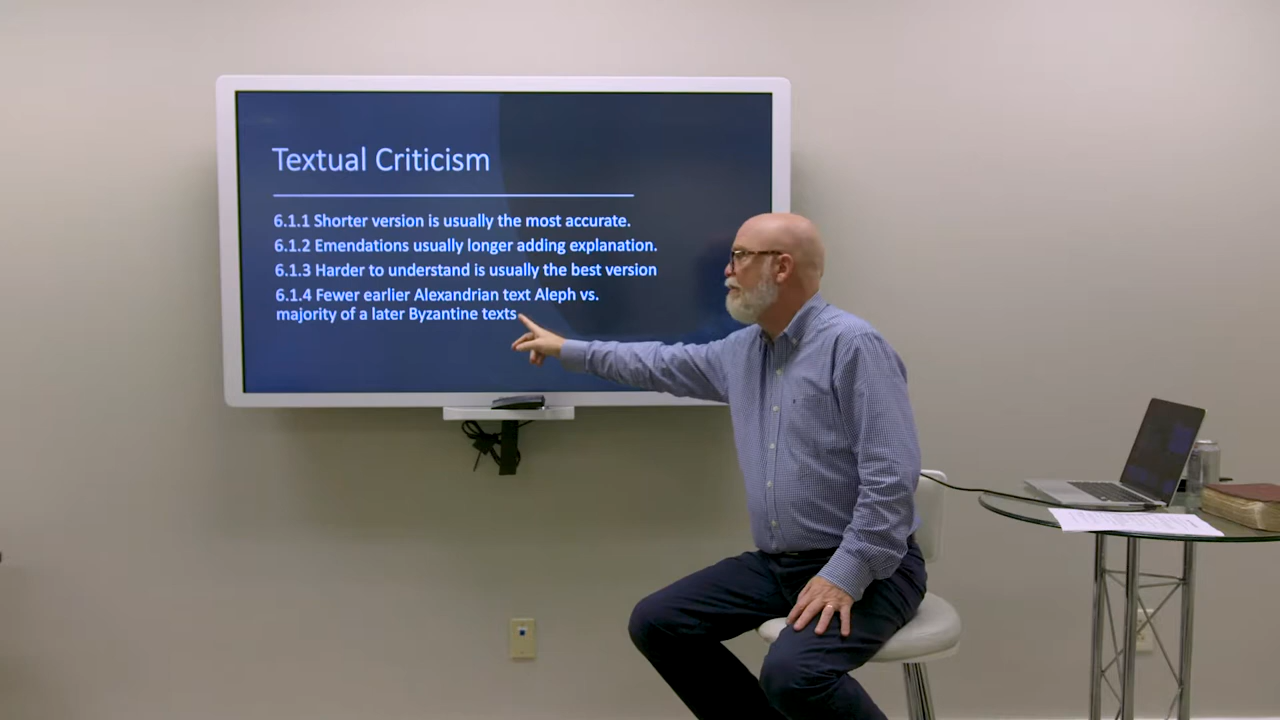 Textual Criticism
6.1.1 Shorter version is usually the most accurate.
6.1.2 Emendations usually longer adding explanation.
6.1.3 Harder to understand is usually the best version
6.1.4 Fewer earlier Alexandrian text Aleph vs.
majority of a later Byzantine texts